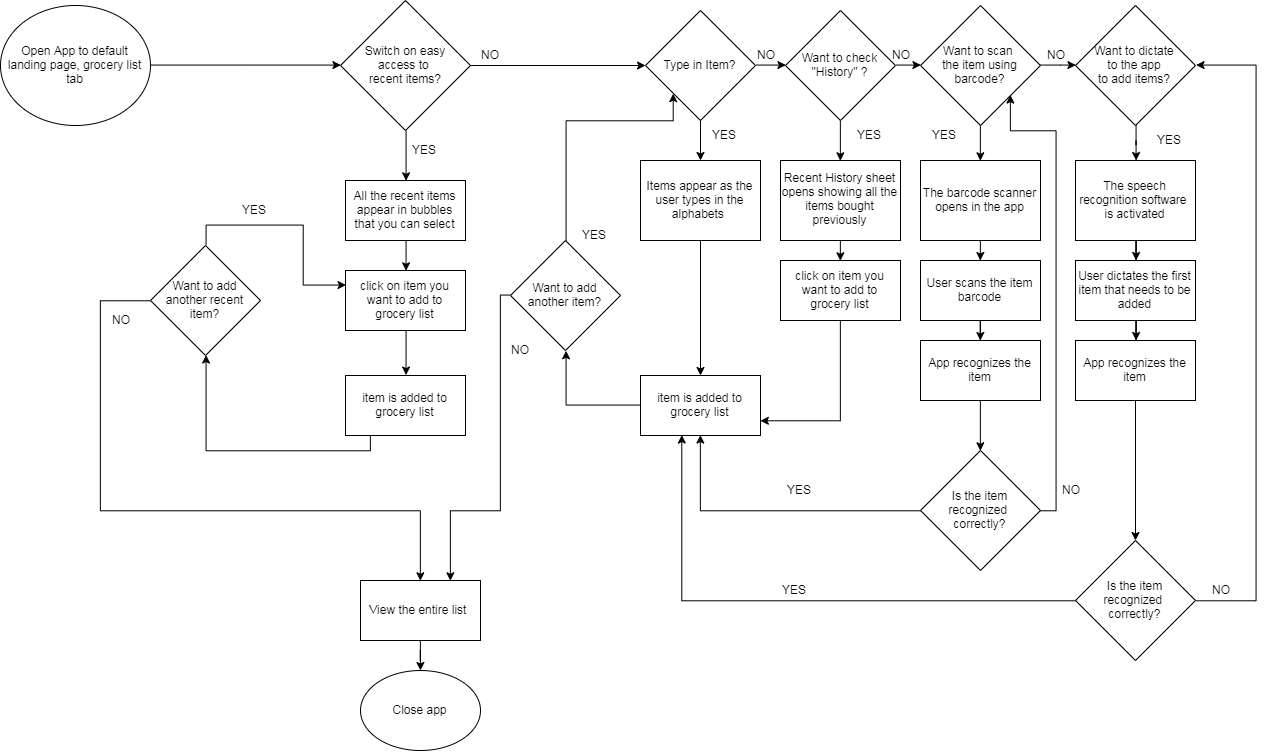 Open App to default
landing page, grocery list
tab
Switch on easy
access to
recent items?
NO
Type in Item?
NO
Want to check
"History" ?
NO
Want to scan
the item using
barcode?
NO
Want to dictate
to the app
to add items?
YES
YES
YES
YES
YES
All the recent items
appear in bubbles
that you can select
Items appear as the
user types in the
alphabets
Recent History sheet
opens showing all the
items bought
previously
The barcode scanner
opens in the app
The speech
recognition software
is activated
YES
YES
Want to add
another recent
item?
click on item you
want to add to
grocery list
Want to add
another item?
click on item you
want to add to
grocery list
User scans the item
barcode
User dictates the first
item that needs to be
added
NO
NO
App recognizes the
item
App recognizes the
item
item is added to
grocery list
item is added to
grocery list
YES
Is the item
recognized
correctly?
NO
YES
Is the item
recognized
correctly?
NO
View the entire list
Close app